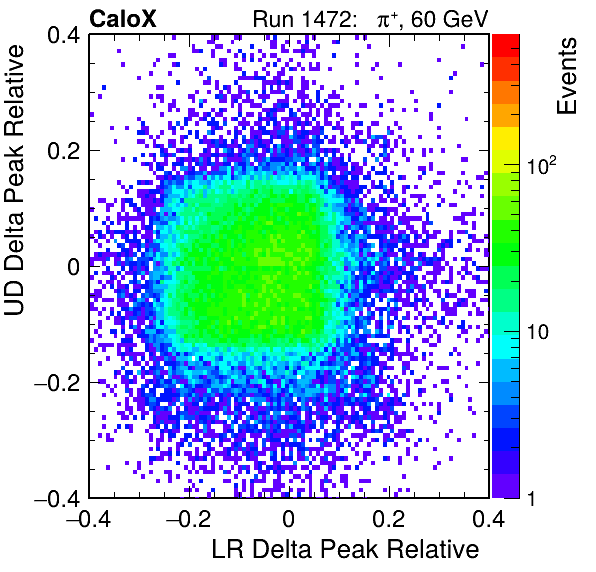 CaloX Run 1472: π⁺, 60 GeV
0.4
0.2
0
−0.2
−0.4
−0.4 −0.2 0 0.2 0.4
LR Delta Peak Relative
UD Delta Peak Relative
Events
10²
10
1